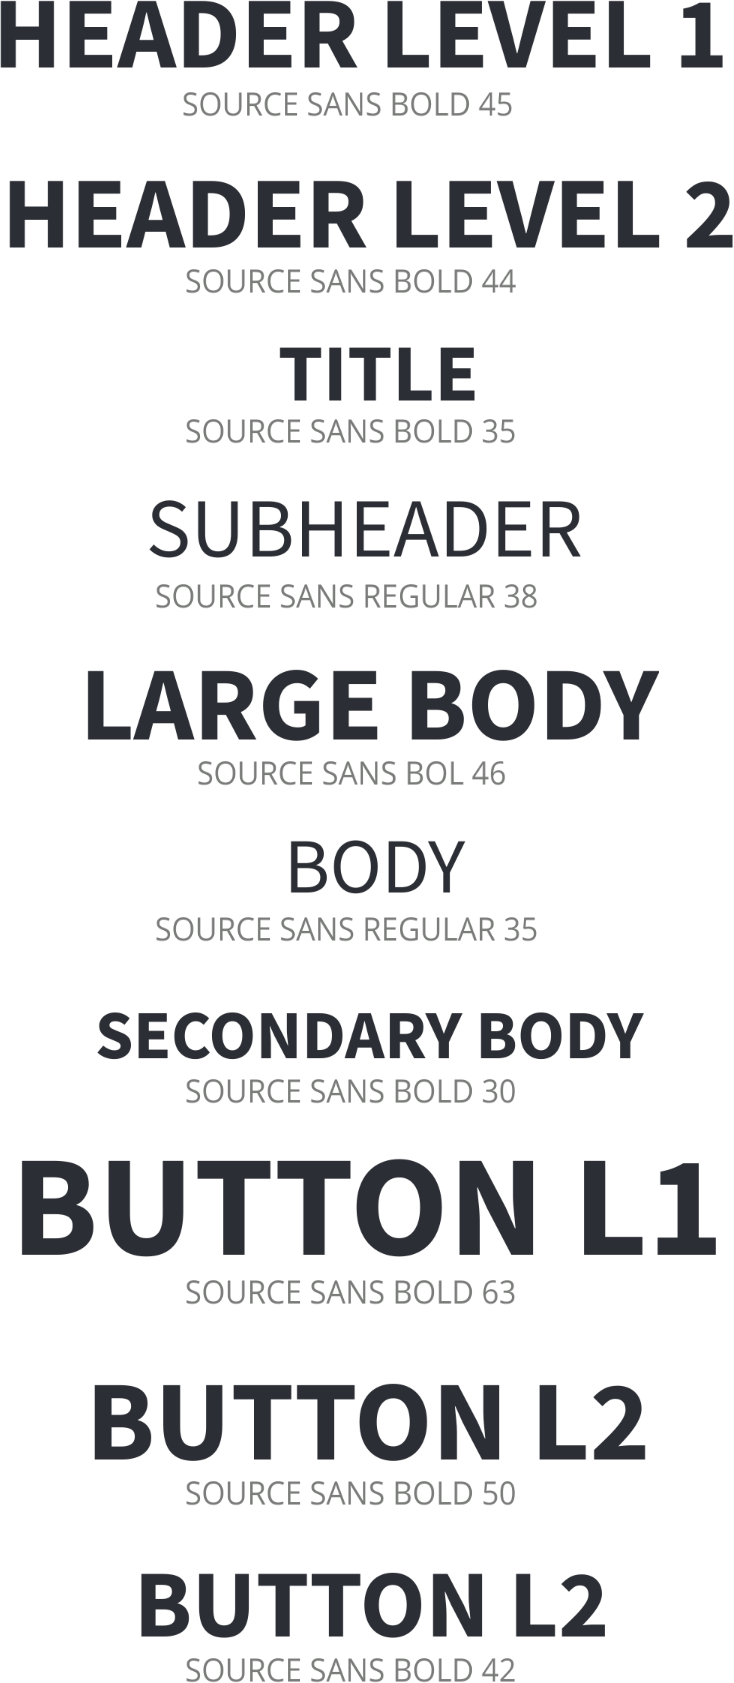 HEADER LEVEL 1
SOURCE SANS BOLD 45
HEADER LEVEL 2
SOURCE SANS BOLD 44
TITLE
SOURCE SANS BOLD 35
SUBHEADER
SOURCE SANS REGULAR 38
LARGE BODY
SOURCE SANS BOL 46
BODY
SOURCE SANS REGULAR 35
SECONDARY BODY
SOURCE SANS BOLD 30
BUTTON L1
SOURCE SANS BOLD 63
BUTTON L2
SOURCE SANS BOLD 50
BUTTON L2
SOURCE SANS BOLD 42